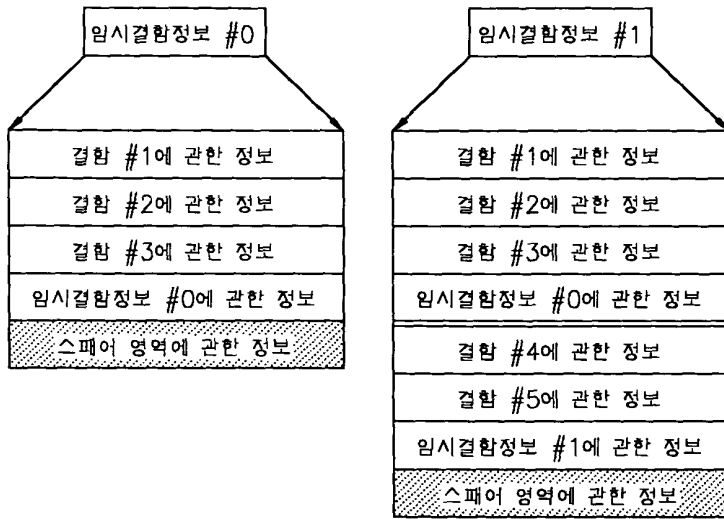 임시결함정보 #0
결함 #1에 관한 정보
결함 #2에 관한 정보
결함 #3에 관한 정보
임시결함정보 #0에 관한 정보
스패어 영역에 관한 정보
임시결함정보 #1
결함 #1에 관한 정보
결함 #2에 관한 정보
결함 #3에 관한 정보
임시결함정보 #0에 관한 정보
결함 #4에 관한 정보
결함 #5에 관한 정보
임시결함정보 #1에 관한 정보
스패어 영역에 관한 정보